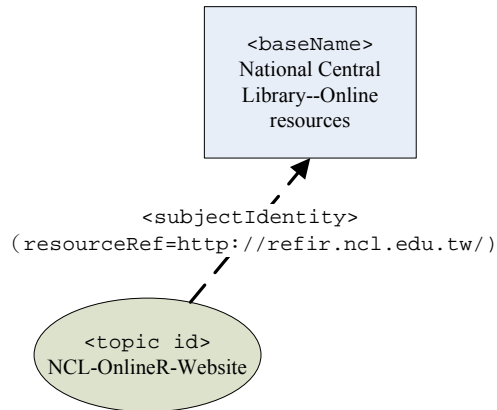 <baseName>
National Central
Library--Online
resources
<subjectIdentity>
(resourceRef=http://refir.ncl.edu.tw/)
<topic id>
NCL-OnlineR-Website